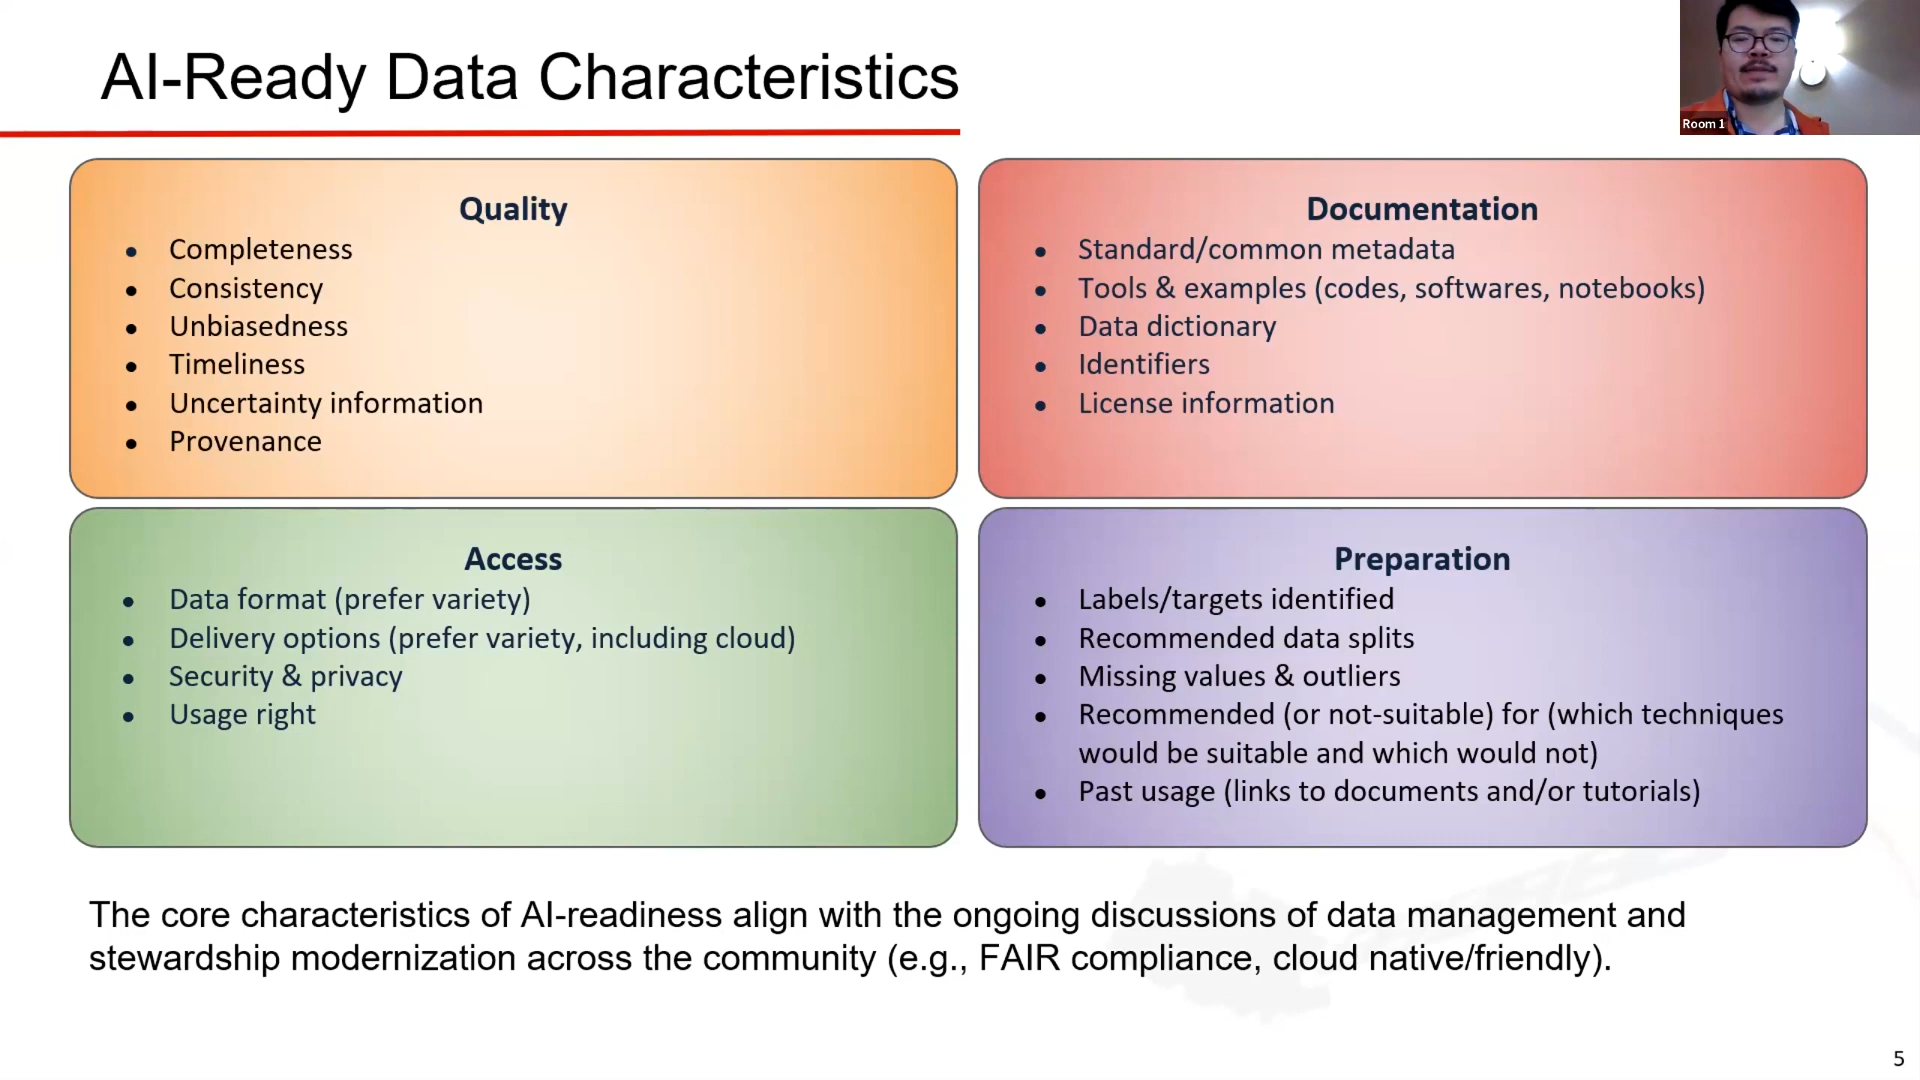 AI-Ready Data Characteristics
Room 1
Quality
• Completeness
• Consistency
• Unbiasedness
• Timeliness
• Uncertainty information
• Provenance
Documentation
• Standard/common metadata
• Tools & examples (codes, softwares, notebooks)
• Data dictionary
• Identifiers
• License information
Access
• Data format (prefer variety)
• Delivery options (prefer variety, including cloud)
• Security & privacy
• Usage right
Preparation
• Labels/targets identified
• Recommended data splits
• Missing values & outliers
• Recommended (or not-suitable) for (which techniques
would be suitable and which would not)
• Past usage (links to documents and/or tutorials)
The core characteristics of AI-readiness align with the ongoing discussions of data management and
stewardship modernization across the community (e.g., FAIR compliance, cloud native/friendly).
5